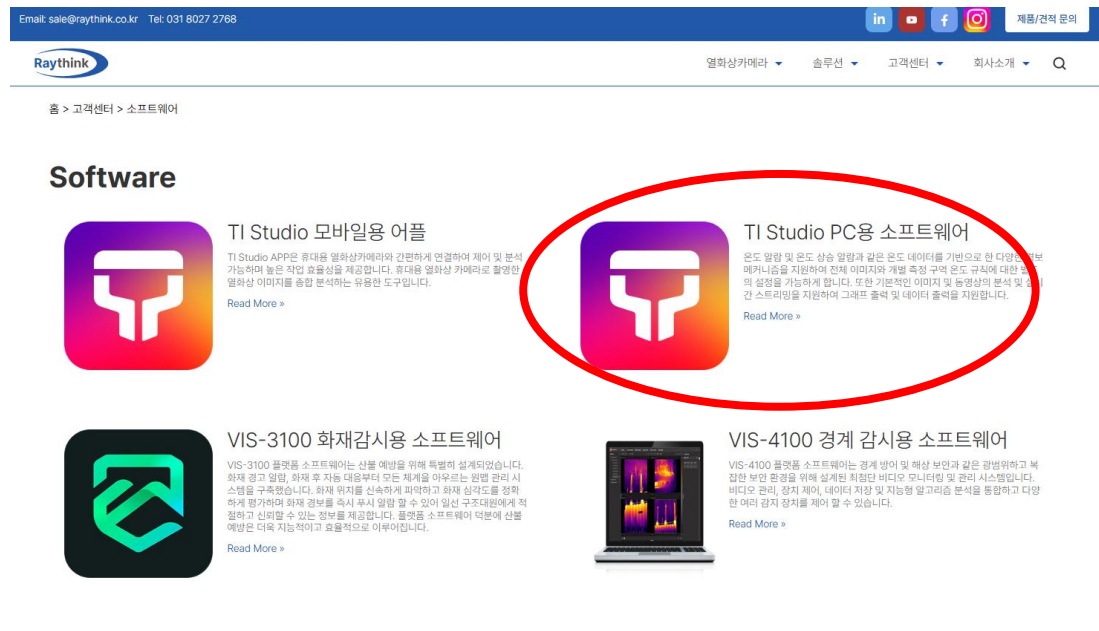 Email: sale@raythink.co.kr Tel: 031 8027 2768
제품/견적 문의
Raythink
열화상카메라 솔루션 고객센터 회사소개
홈 > 고객센터 > 소프트웨어
Software
TI Studio 모바일용 어플
TI Studio APP은 휴대용 열화상카메라와 간편하게 연결하여 제어 및 분석
가능하며 높은 작업 효율성을 제공합니다. 휴대용 열화상 카메라로 촬영한
열화상 이미지를 종합 분석하는 유용한 도구입니다.
Read More »
TI Studio PC용 소프트웨어
온도 알람 및 온도 상승 알람과 같은 온도 데이터를 기반으로 한 다양한
메커니즘을 지원하여 전체 이미지와 개별 측정 구역 온도 규칙에 대한
의 설정을 가능하게 합니다. 또한 기본적인 이미지 및 동영상의 분석 및
간 스트리밍을 지원하여 그래프 출력 및 데이터 출력을 지원합니다.
Read More »
VIS-3100 화재감시용 소프트웨어
VIS-3100 플랫폼 소프트웨어는 산불 예방을 위해 특별히 설계되었습니다.
화재 경고 알람, 화재 후 자동 대응부터 모든 체계을 아우르는 원맵 관리 시
스템을 구축했습니다. 화재 위치를 신속하게 파악하고 화재 심각도를 정확
하게 평가하며 화재 경보를 즉시 푸시 알람 할 수 있어 일선 구조대원에게 적
절하고 신뢰할 수 있는 정보를 제공합니다. 플랫폼 소프트웨어 덕분에 산불
예방은 더욱 지능적이고 효율적으로 이루어집니다.
Read More »
VIS-4100 경계 감시용 소프트웨어
VIS-4100 플랫폼 소프트웨어는 경계 방어 및 해상 보안과 같은 광범위하고 복
잡한 보안 환경을 위해 설계된 최첨단 비디오 모니터링 및 관리 시스템입니다.
비디오 관리, 장치 제어, 데이터 저장 및 지능형 알고리즘 분석을 통합하고 다양
한 여러 감지 장치를 제어 할 수 있습니다.
Read More »